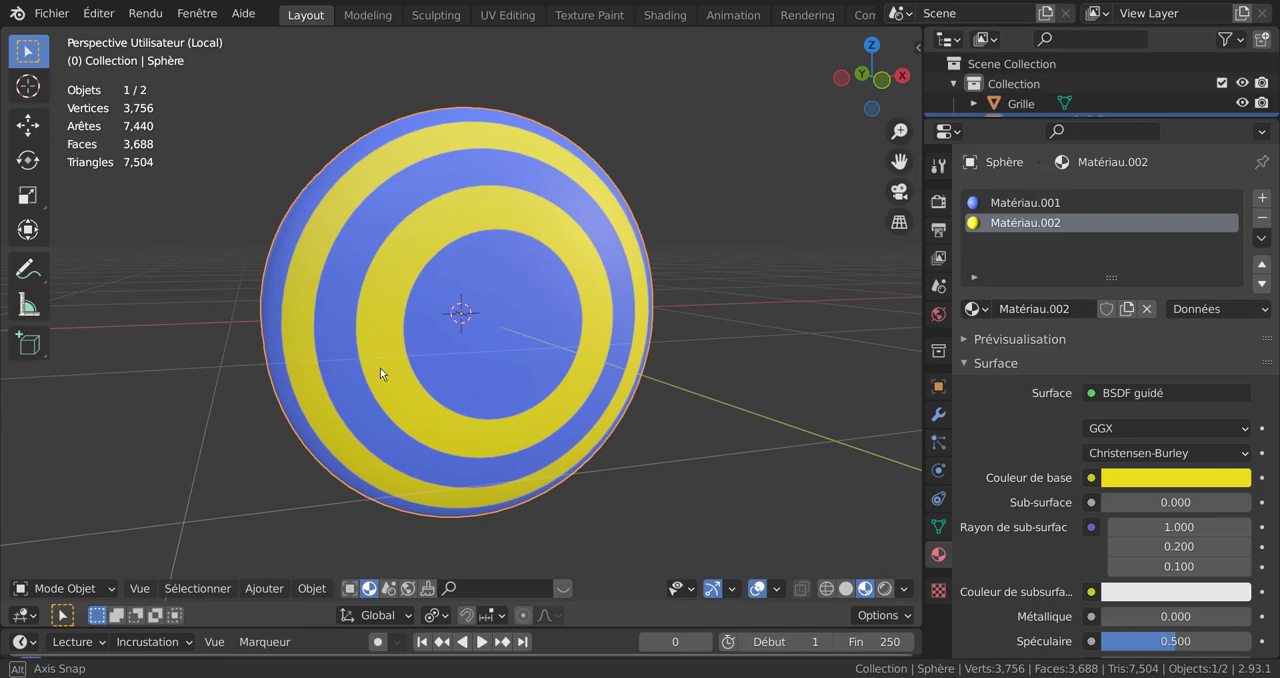 Fichier Éditer Rendu Fenêtre Aide Layout Modeling Sculpting UV Editing Texture Paint Shading Animation Rendering Com Scene View Layer
Perspective Utilisateur (Local)
(0) Collection | Sphère
Objets 1 / 2
Vertices 3,756
Arêtes 7,440
Faces 3,688
Triangles 7,504
Z
Y
X
Scene Collection
Collection
Grille
Sphère Matériau.002
Matériau.001
Matériau.002
Matériau.002 Données
Prévisualisation
Surface
Surface BSDF guidé
GGX
Christensen-Burley
Couleur de base
Sub-surface 0.000
Rayon de sub-surfac 1.000
0.200
0.100
Couleur de subsurfa...
Métallique 0.000
Spéculaire 0.500
Mode Objet Vue Sélectionner Ajouter Objet
Global Options
Lecture Incrustation Vue Marqueur 0 Début 1 Fin 250
Alt Axis Snap Collection | Sphère | Verts:3,756 | Faces:3,688 | Tris:7,504 | Objects:1/2 | 2.93.1